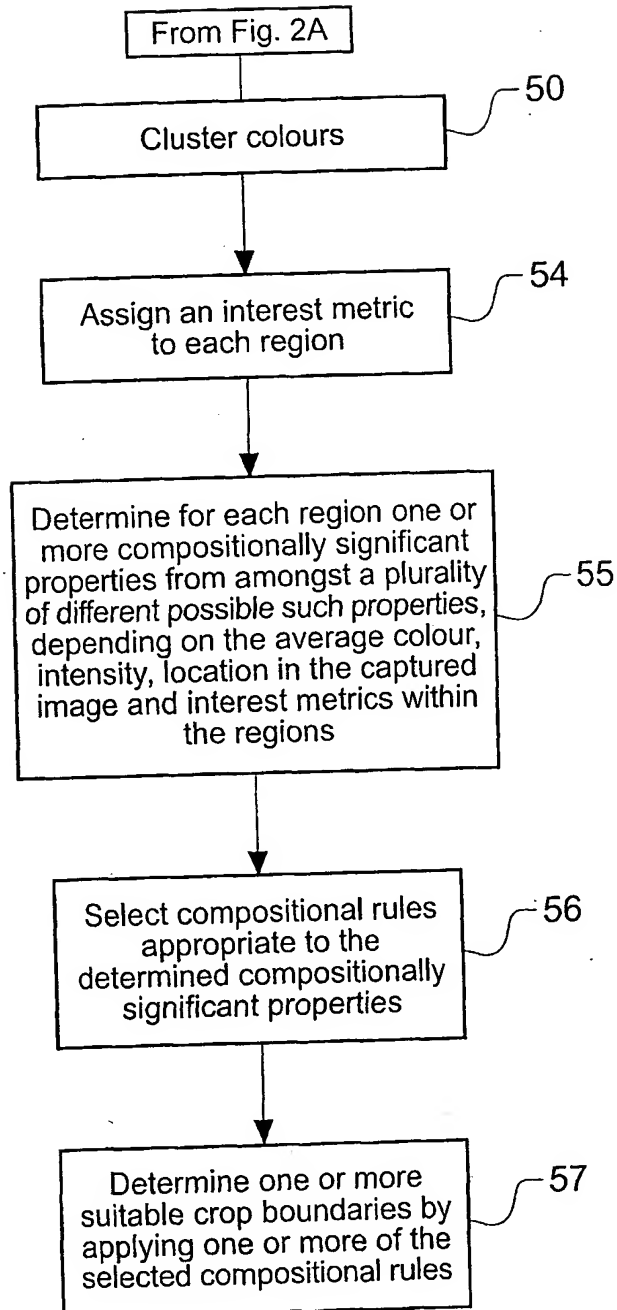 From Fig. 2A
50
Cluster colours
54
Assign an interest metric
to each region
Determine for each region one or
more compositionally significant
properties from amongst a plurality
of different possible such properties,
depending on the average colour,
intensity, location in the captured
image and interest metrics within
the regions
55
Select compositional rules
appropriate to the
determined compositionally
significant properties
56
Determine one or more
suitable crop boundaries by
applying one or more of the
selected compositional rules
57